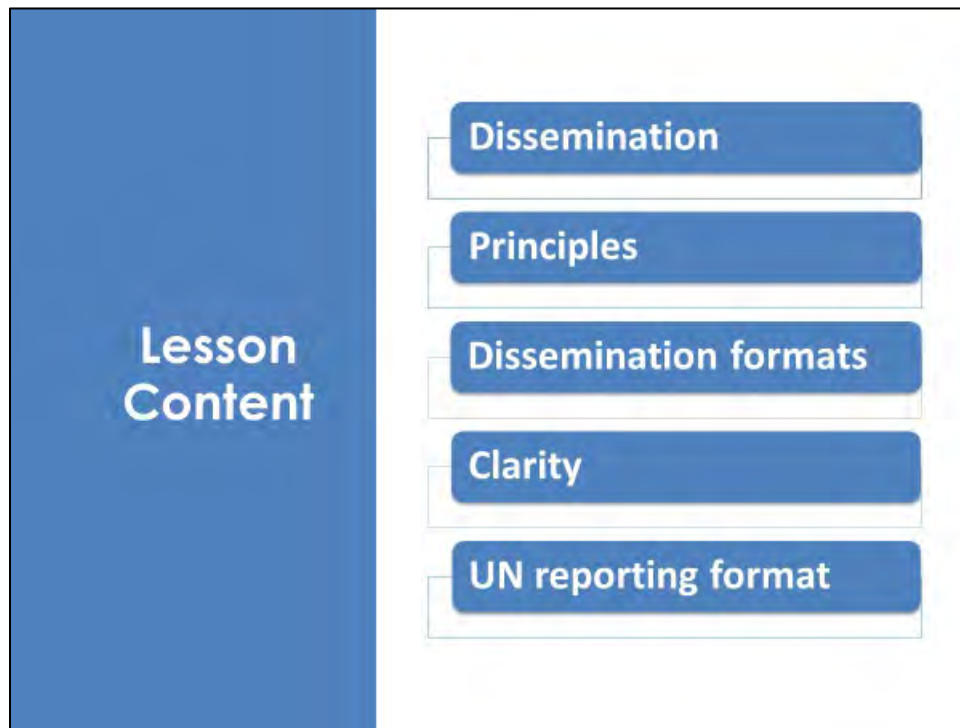 Lesson
Content
Dissemination
Principles
Dissemination formats
Clarity
UN reporting format